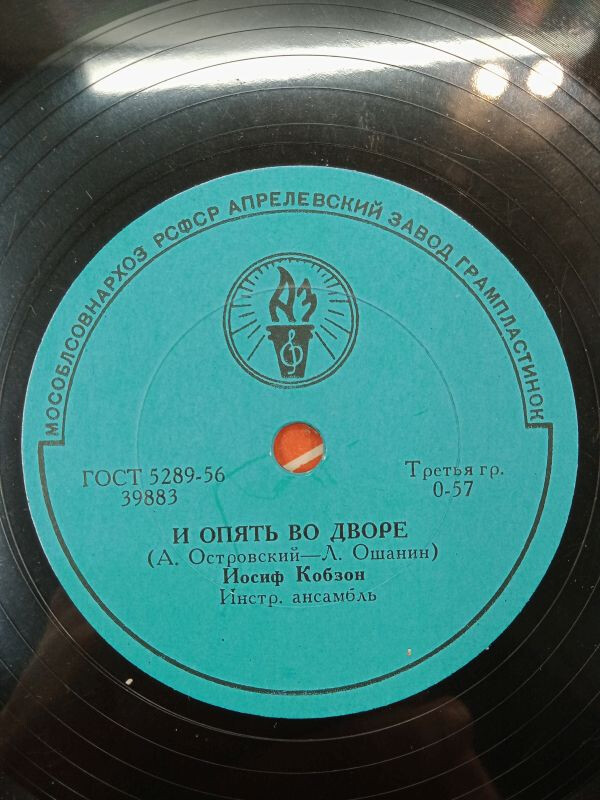 МОСОБЛСОВНАРХОЗ РСФСР АПРЕЛЕВСКИЙ ЗАВОД ГРАМПЛАСТИНОК
АЗ
ГОСТ 5289-56
39883
Третья гр.
0-57
И ОПЯТЬ ВО ДВОРЕ
(А. Островский—Л. Ошанин)
Иосиф Кобзон
Инстр. ансамбль